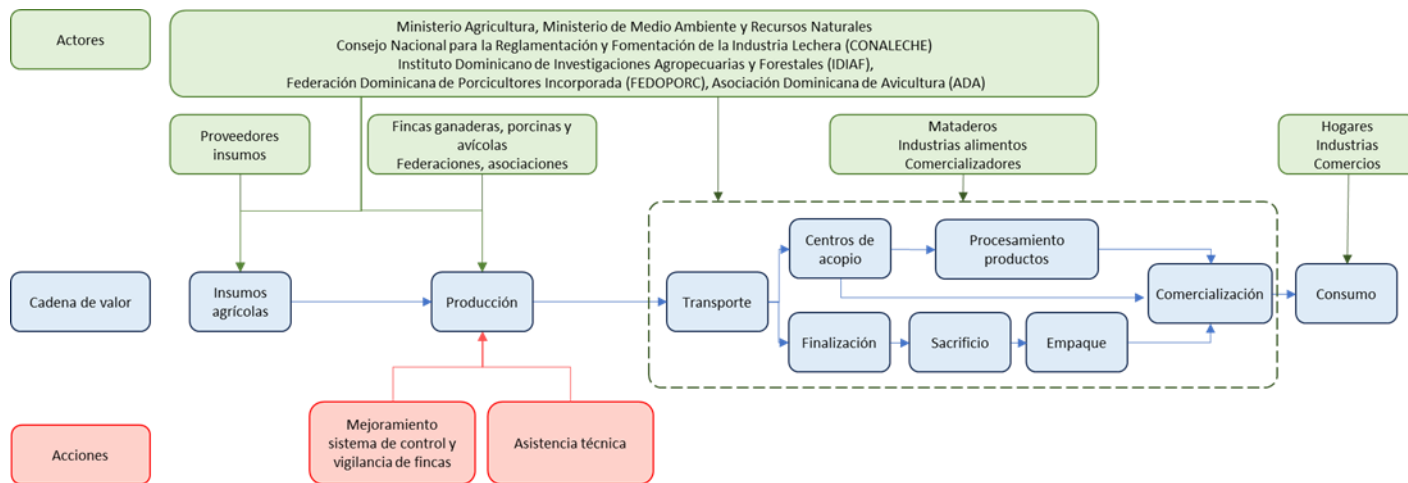 Actores
Ministerio Agricultura, Ministerio de Medio Ambiente y Recursos Naturales
Consejo Nacional para la Reglamentación y Fomentación de la Industria Lechera (CONALECHE)
Instituto Dominicano de Investigaciones Agropecuarias y Forestales (IDIAF),
Federación Dominicana de Porcicultores Incorporada (FEDOPORC), Asociación Dominicana de Avicultura (ADA)
Proveedores
insumos
Fincas ganaderas, porcinas y
avícolas
Federaciones, asociaciones
Mataderos
Industrias alimentos
Comercializadores
Hogares
Industrias
Comercios
Cadena de valor
Insumos
agrícolas
Producción
Transporte
Centros de
acopio
Procesamiento
productos
Finalización
Sacrificio
Empaque
Comercialización
Consumo
Acciones
Mejoramiento
sistema de control y
vigilancia de fincas
Asistencia técnica